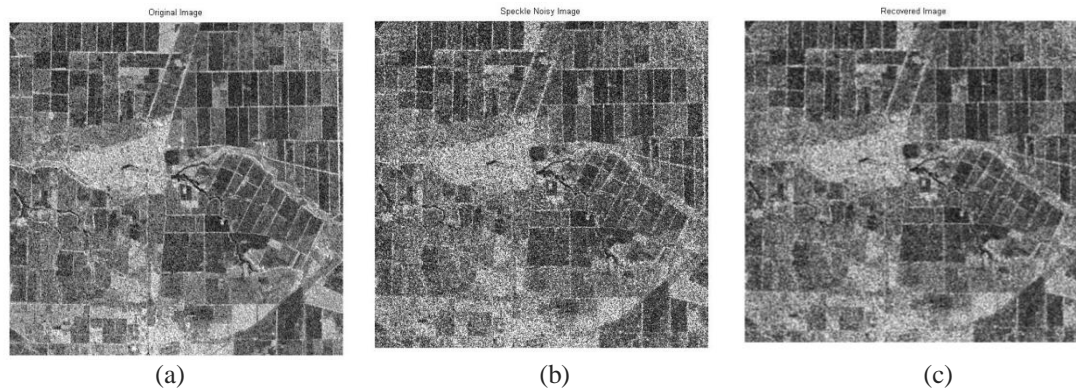 Original Image
Speckle Noisy Image
Recovered Image
(a)
(b)
(c)